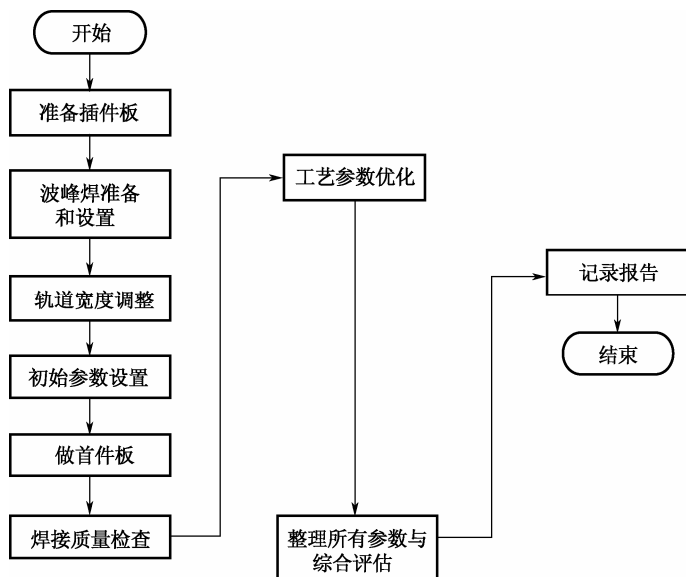 开始
准备插件板
波峰焊准备
和设置
轨道宽度调整
初始参数设置
做首件板
焊接质量检查
工艺参数优化
整理所有参数与
综合评估
记录报告
结束